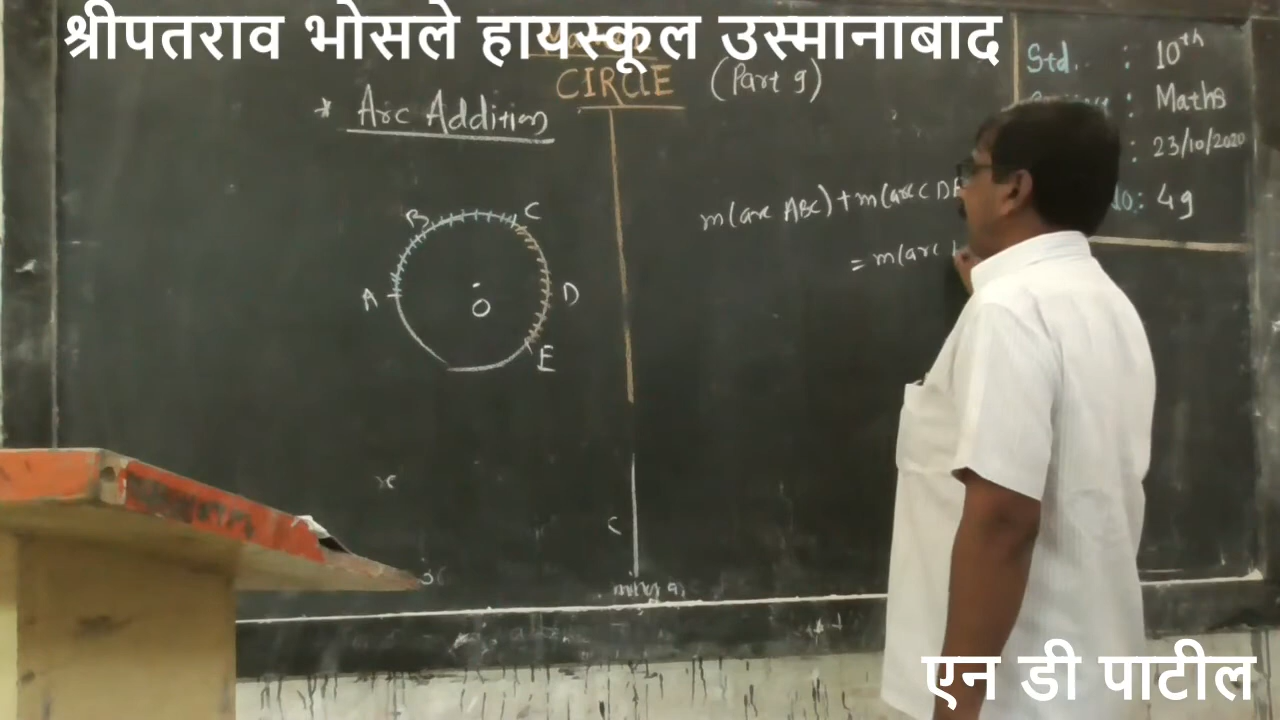 श्रीपतराव भोसले हायस्कूल उस्मानाबाद
CIRCLE (Part 9)
* Arc Addition
Std. : 10th
: Maths
: 23/10/2020
No: 49
m(arc ABC) + m(arc CD
= m(arc
B
C
A
O
D
E
एन डी पाटील